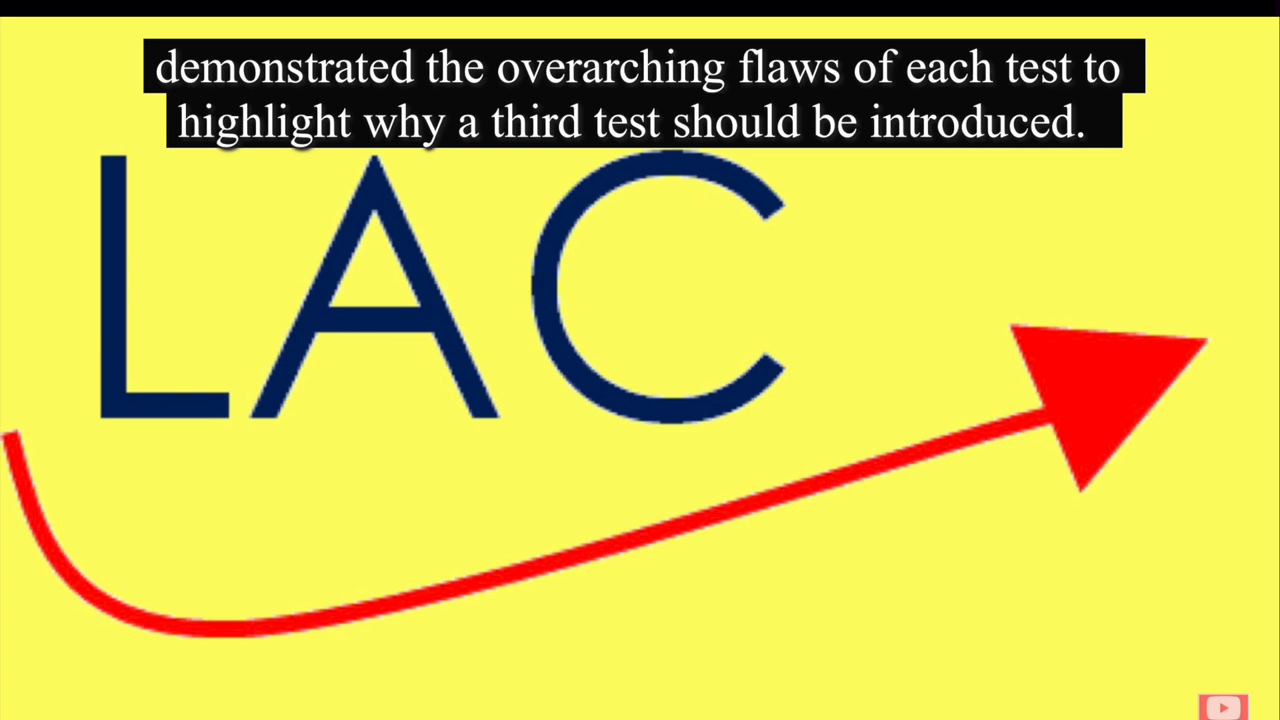 demonstrated the overarching flaws of each test to
highlight why a third test should be introduced.
LAC